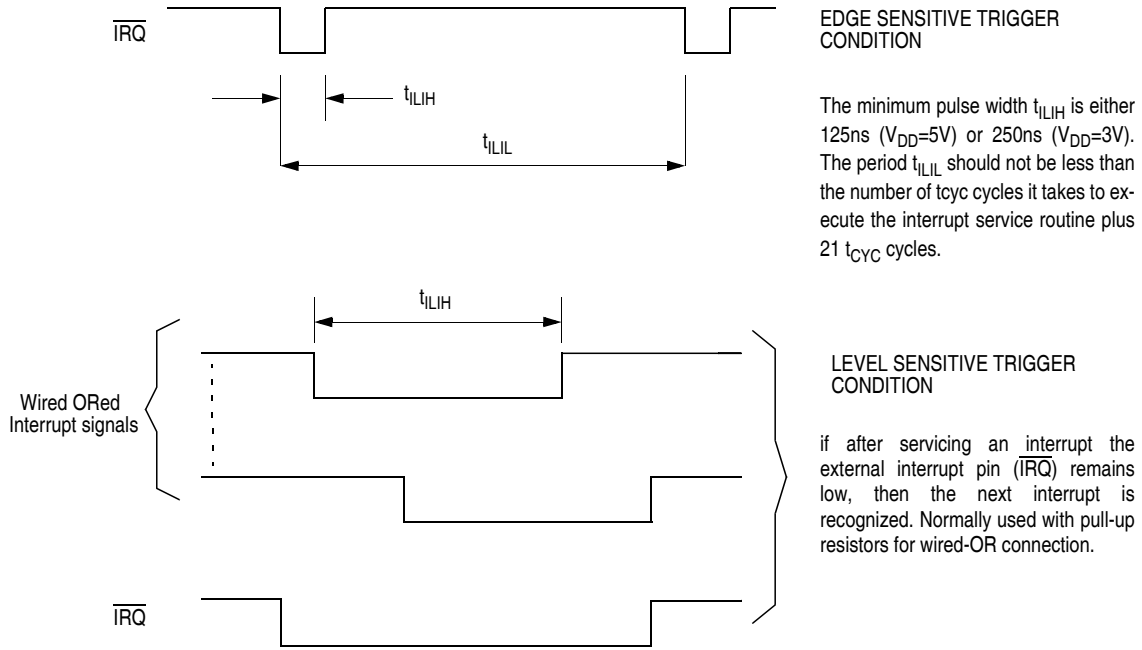 IRQ
EDGE SENSITIVE TRIGGER
CONDITION
tILIH
tILIL
The minimum pulse width tILIH is either
125ns (VDD=5V) or 250ns (VDD=3V).
The period tILIL should not be less than
the number of tcyc cycles it takes to ex-
ecute the interrupt service routine plus
21 tCYC cycles.
tILIH
Wired ORed
Interrupt signals
LEVEL SENSITIVE TRIGGER
CONDITION
if after servicing an interrupt the
external interrupt pin (IRQ) remains
low, then the next interrupt is
recognized. Normally used with pull-up
resistors for wired-OR connection.
IRQ